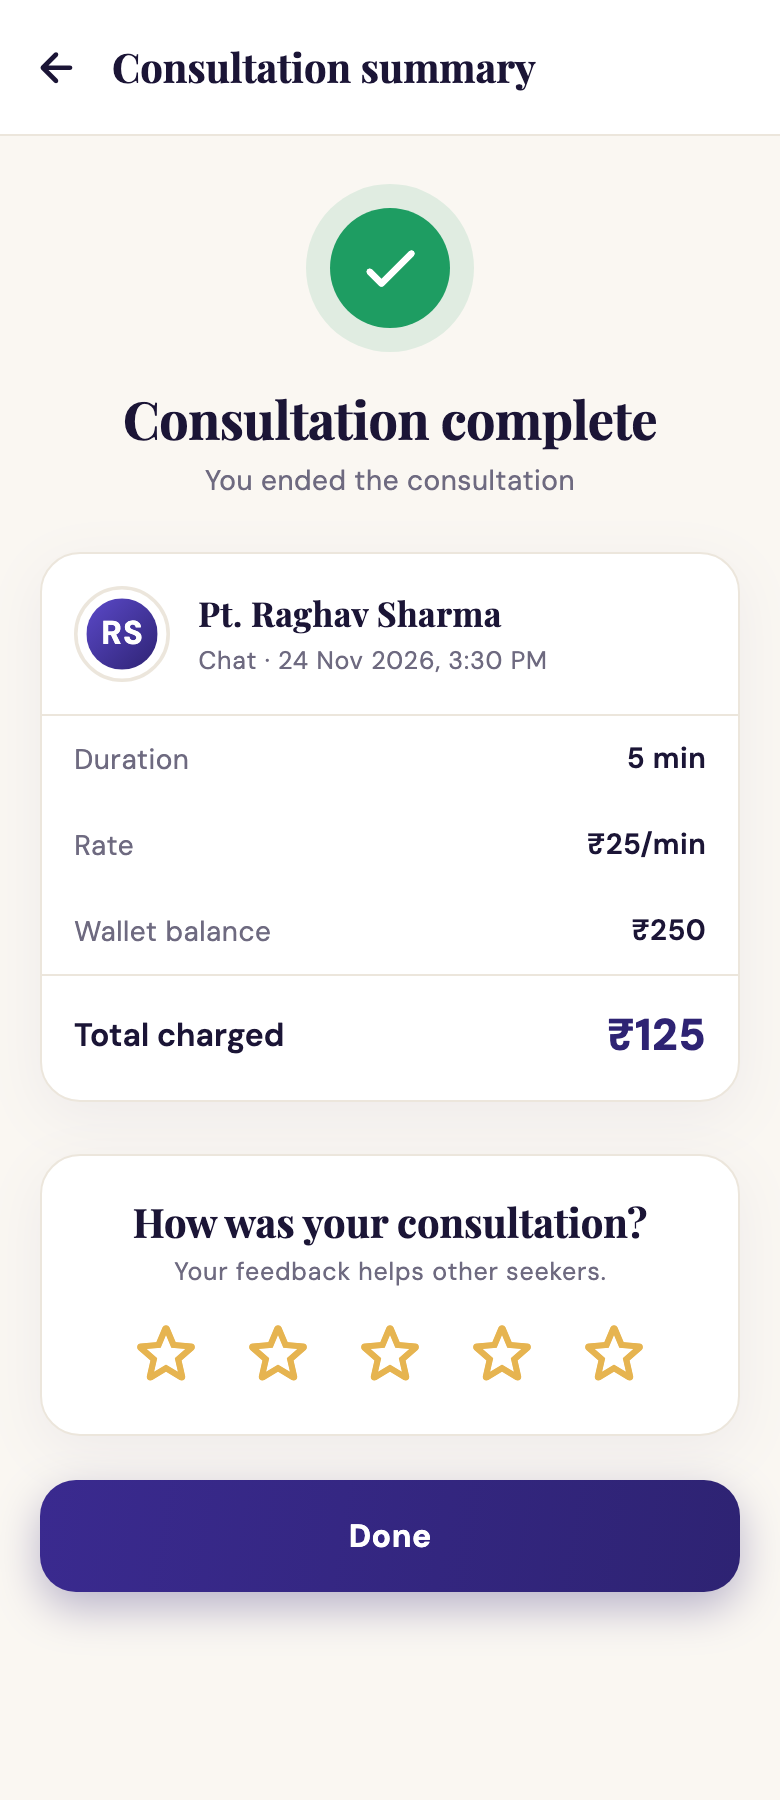 Consultation summary
Consultation complete
You ended the consultation
RS
Pt. Raghav Sharma
Chat · 24 Nov 2026, 3:30 PM
Duration 5 min
Rate ₹25/min
Wallet balance ₹250
Total charged ₹125
How was your consultation?
Your feedback helps other seekers.
Done